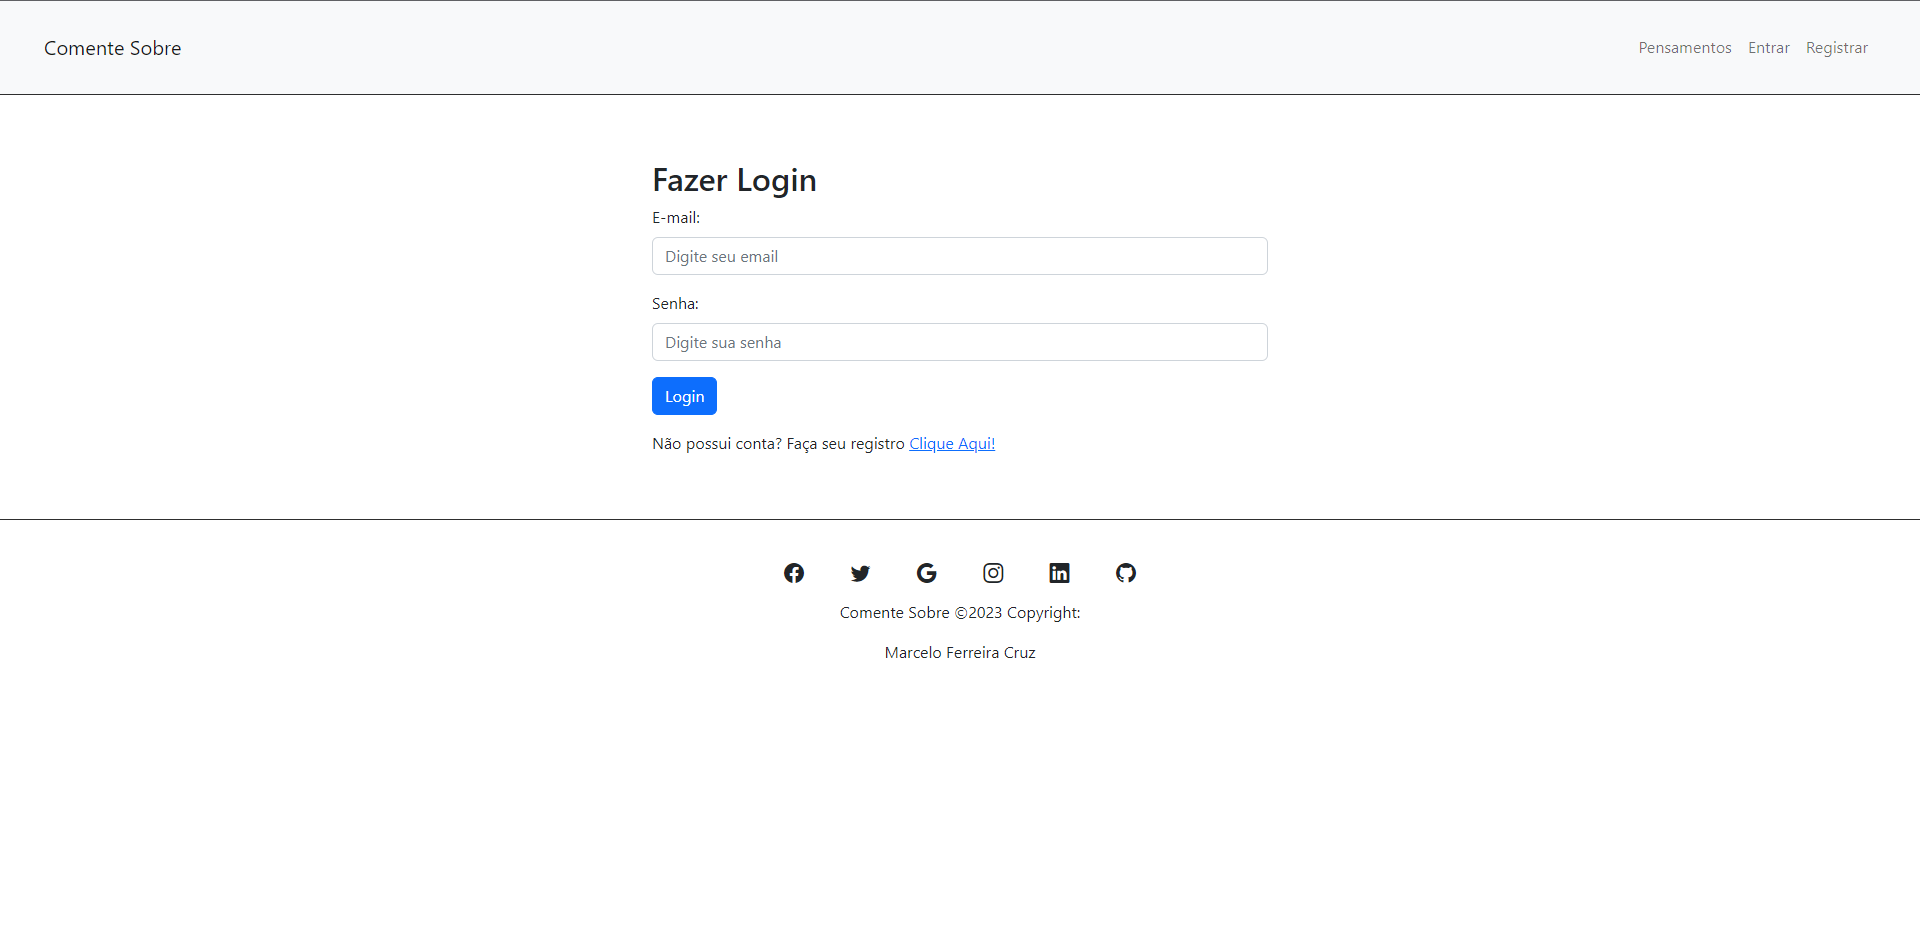 Comente Sobre
Pensamentos Entrar Registrar
Fazer Login
E-mail:
Digite seu email
Senha:
Digite sua senha
Login
Não possui conta? Faça seu registro Clique Aqui!
Comente Sobre ©2023 Copyright:
Marcelo Ferreira Cruz